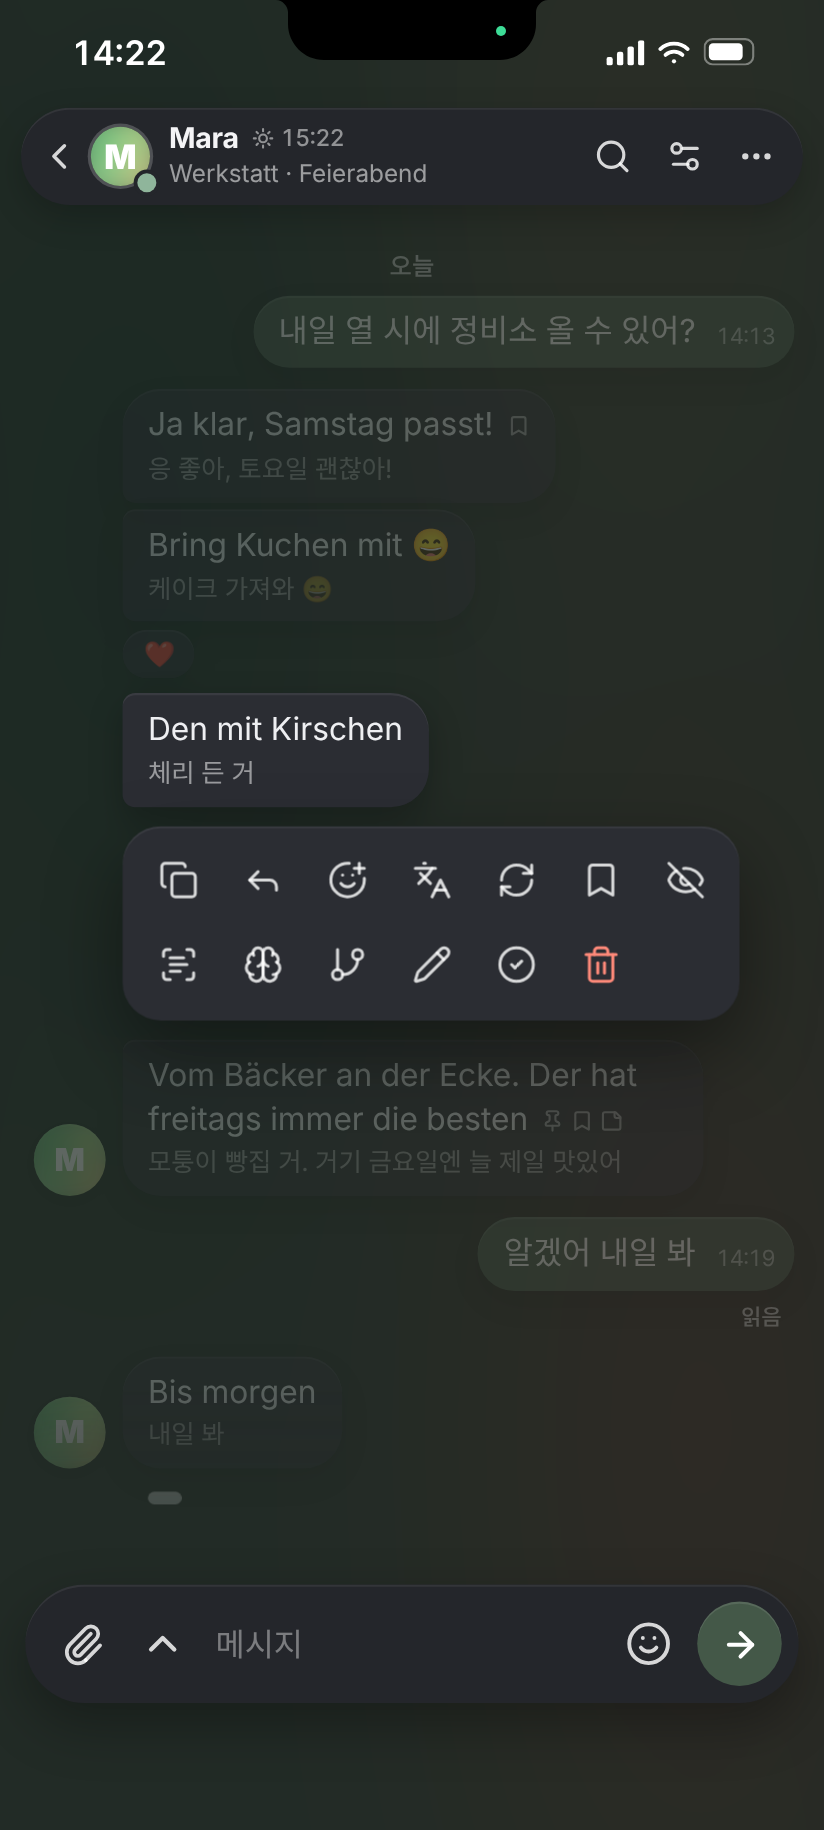 14:22
M
Mara 15:22
Werkstatt · Feierabend
오늘
내일 열 시에 정비소 올 수 있어? 14:13
Ja klar, Samstag passt!
응 좋아, 토요일 괜찮아!
Bring Kuchen mit 😄
케이크 가져와 😄
❤️
Den mit Kirschen
체리 든 거
Vom Bäcker an der Ecke. Der hat
freitags immer die besten
모퉁이 빵집 거. 거기 금요일엔 늘 제일 맛있어
M
알겠어 내일 봐 14:19
읽음
Bis morgen
내일 봐
M
메시지